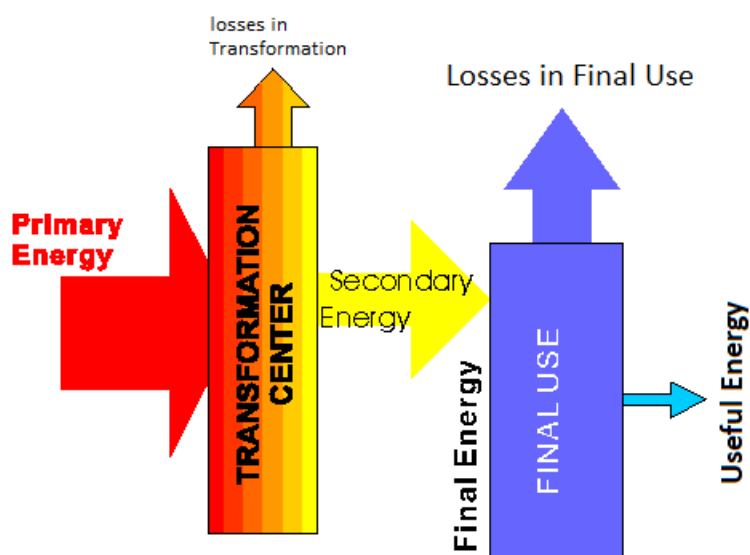 losses in
Transformation
Losses in Final Use
Primary
Energy
TRANSFORMATION
CENTER
Secondary
Energy
Final Energy
FINAL USE
Useful Energy